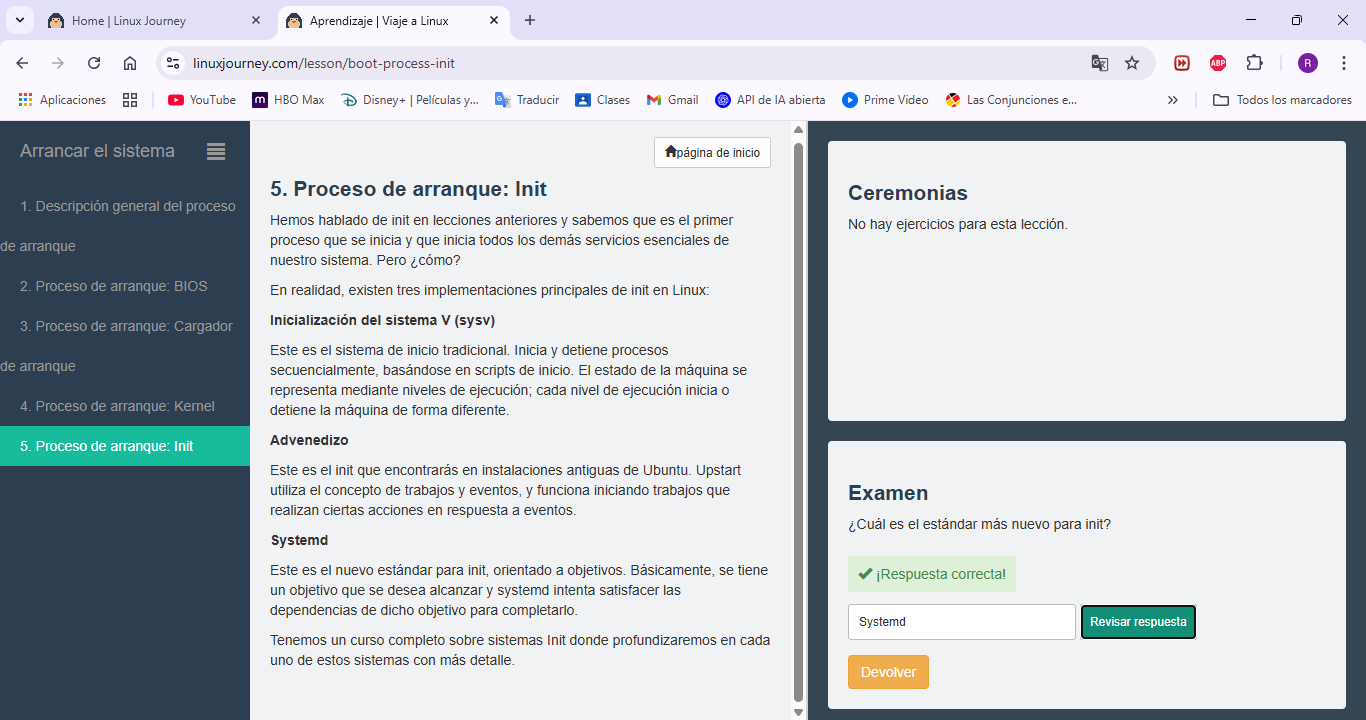 Home | Linux Journey
Aprendizaje | Viaje a Linux
linuxjourney.com/lesson/boot-process-init
ABP
R
Aplicaciones
YouTube
HBO Max
Disney+ | Películas y...
Traducir
Clases
Gmail
API de IA abierta
Prime Video
Las Conjunciones e...
Todos los marcadores
Arrancar el sistema
1. Descripción general del proceso
de arranque
2. Proceso de arranque: BIOS
3. Proceso de arranque: Cargador
de arranque
4. Proceso de arranque: Kernel
5. Proceso de arranque: Init
página de inicio
5. Proceso de arranque: Init
Hemos hablado de init en lecciones anteriores y sabemos que es el primer
proceso que se inicia y que inicia todos los demás servicios esenciales de
nuestro sistema. Pero ¿cómo?
En realidad, existen tres implementaciones principales de init en Linux:
Inicialización del sistema V (sysv)
Este es el sistema de inicio tradicional. Inicia y detiene procesos
secuencialmente, basándose en scripts de inicio. El estado de la máquina se
representa mediante niveles de ejecución; cada nivel de ejecución inicia o
detiene la máquina de forma diferente.
Advenedizo
Este es el init que encontrarás en instalaciones antiguas de Ubuntu. Upstart
utiliza el concepto de trabajos y eventos, y funciona iniciando trabajos que
realizan ciertas acciones en respuesta a eventos.
Systemd
Este es el nuevo estándar para init, orientado a objetivos. Básicamente, se tiene
un objetivo que se desea alcanzar y systemd intenta satisfacer las
dependencias de dicho objetivo para completarlo.
Tenemos un curso completo sobre sistemas Init donde profundizaremos en cada
uno de estos sistemas con más detalle.
Ceremonias
No hay ejercicios para esta lección.
Examen
¿Cuál es el estándar más nuevo para init?
¡Respuesta correcta!
Systemd
Revisar respuesta
Devolver